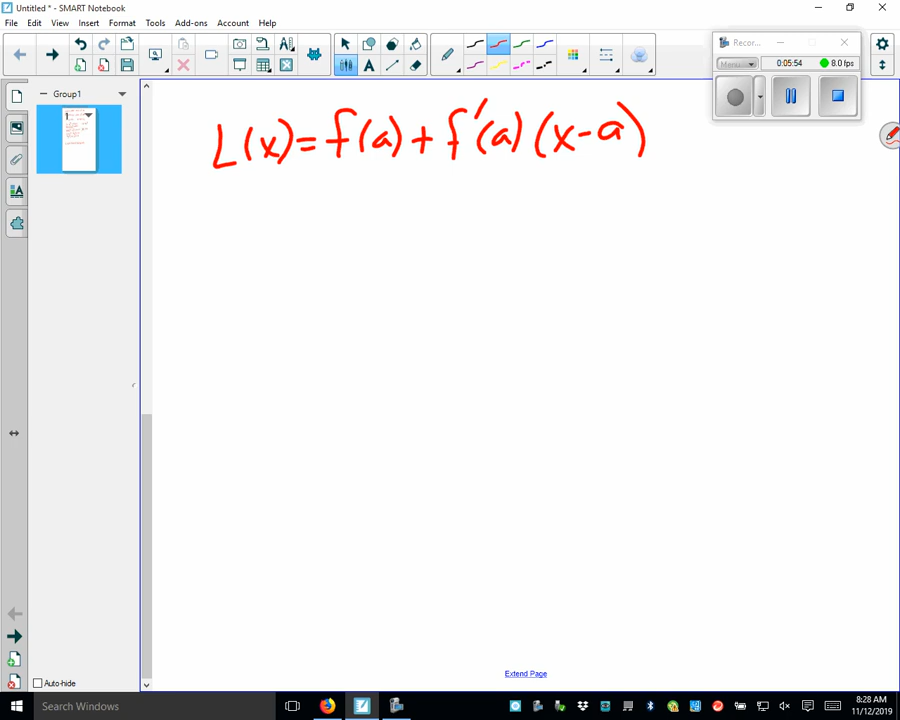 Untitled * - SMART Notebook
File Edit View Insert Format Tools Add-ons Account Help
Recor...
Menu
0:05:54
8.0 fps
Group1
L(x) = f(a) + f'(a) (x-a)
Extend Page
Auto-hide
Search Windows
8:28 AM
11/12/2019